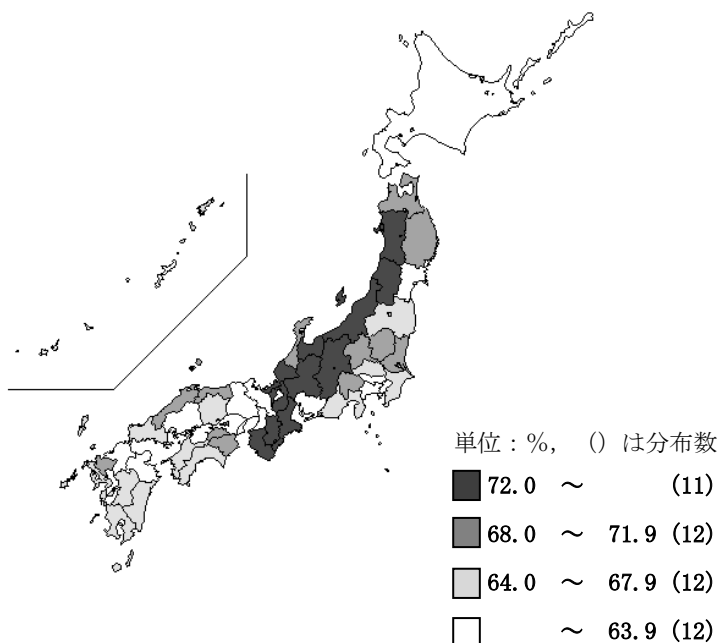 単位：%， （）は分布数
72.0 ～ (11)
68.0 ～ 71.9 (12)
64.0 ～ 67.9 (12)
～ 63.9 (12)